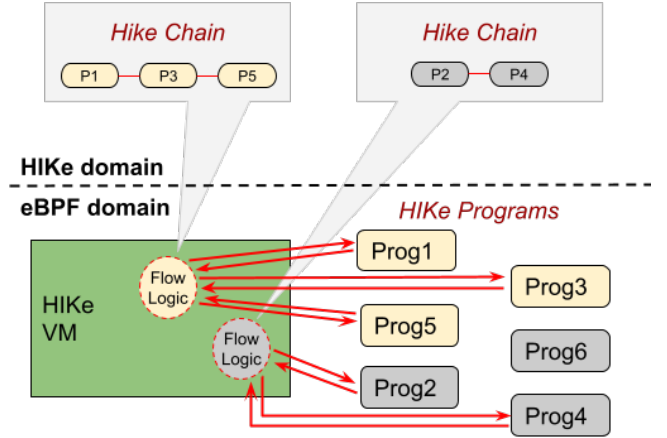 Hike Chain
P1
P3
P5
Hike Chain
P2
P4
HIKe domain
eBPF domain
HIKe Programs
HIKe
VM
Flow
Logic
Flow
Logic
Prog1
Prog3
Prog5
Prog6
Prog2
Prog4